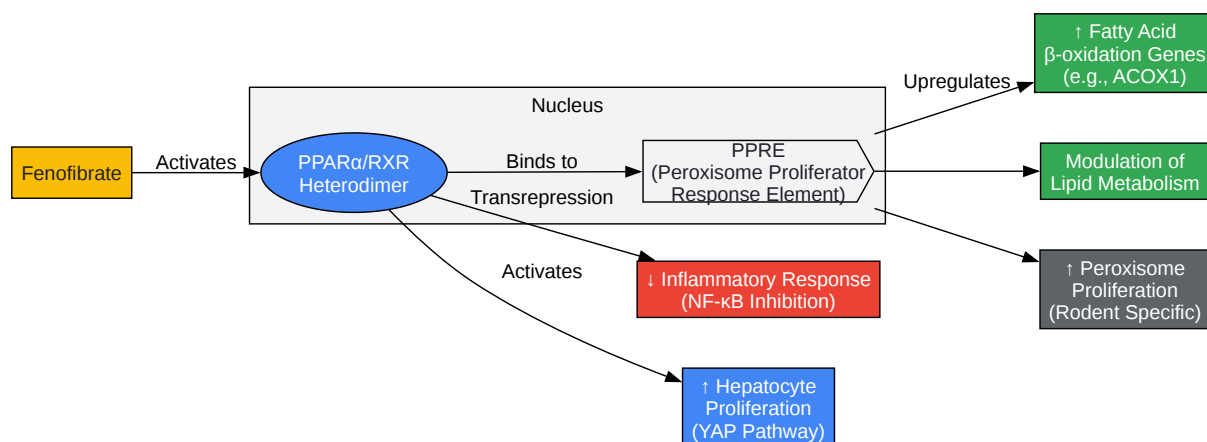 Nucleus
Fenofibrate
Activates
PPARα/RXR
Heterodimer
Binds to
Transrepression
PPRE
(Peroxisome Proliferator
Response Element)
Upregulates
↑ Fatty Acid
β-oxidation Genes
(e.g., ACOX1)
Modulation of
Lipid Metabolism
↑ Peroxisome
Proliferation
(Rodent Specific)
Activates
↓ Inflammatory Response
(NF-κB Inhibition)
↑ Hepatocyte
Proliferation
(YAP Pathway)